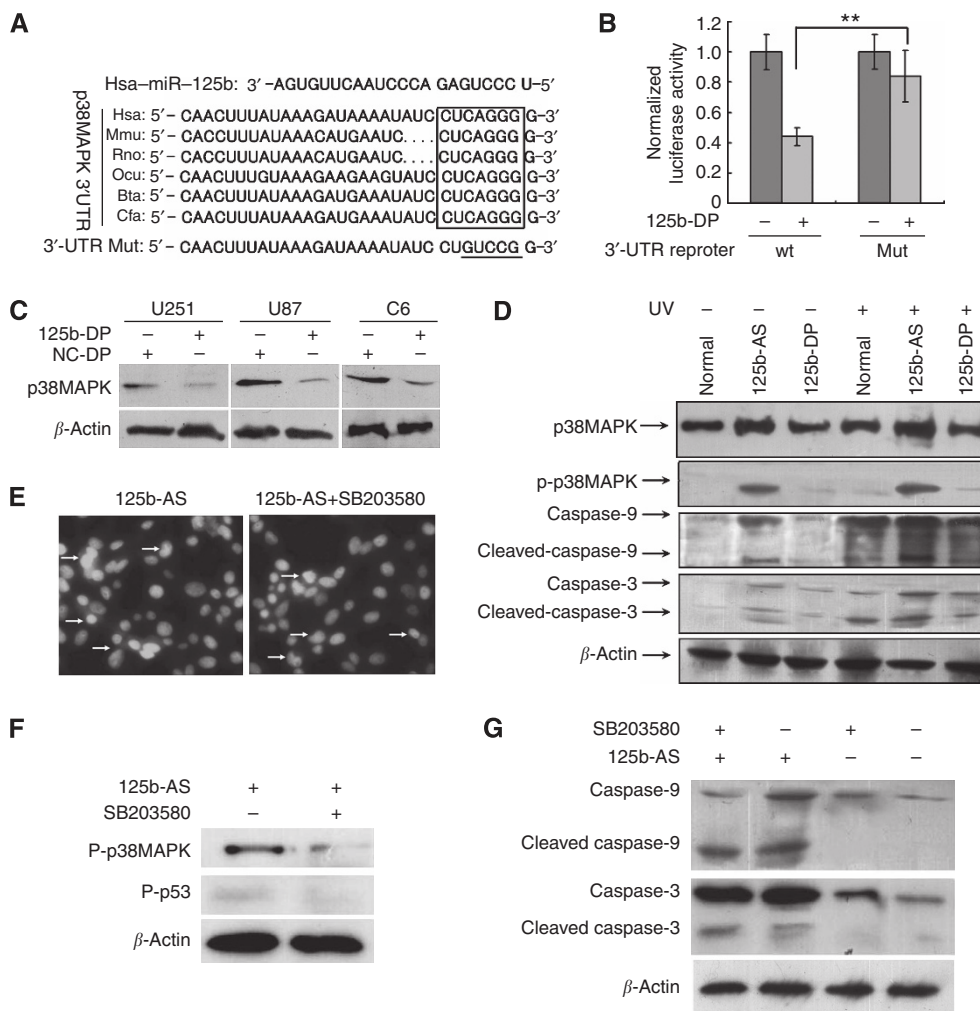 A
Hsa–miR–125b: 3′ –AGUGUUCAAUCCCA GAGUCCC U–5′
p38MAPK 3′UTR
Hsa: 5′ – CAACUUUAUAAAGAUAAAAUAUC CUCAGGG G–3′
Mmu: 5′ – CACCUUUAUAAACAUGAAUC.... CUCAGGG G–3′
Rno: 5′ – CACCUUUAUAAACAUGAAUC.... CUCAGGG G–3′
Ocu: 5′ – CAACUUUGUAAAGAAGAAGUAUC CUCAGGG G–3′
Bta: 5′ – CAACUUUAUAAAGAUGAAAUAUC CUCAGGG G–3′
Cfa: 5′ – CAACUUUAUAAAGAUGAAAUAUC CUCAGGG G–3′
3′-UTR Mut: 5′ – CAACUUUAUAAAGAUAAAAUAUC CUGUCCG G–3′
B
Normalized
luciferase activity
1.2
1.0
0.8
0.6
0.4
0.2
0
**
125b-DP – + – +
3′-UTR reproter wt Mut
C
U251 U87 C6
125b-DP – + – + – +
NC-DP + – + – + –
p38MAPK
β-Actin
D
UV – – – + + +
Normal 125b-AS 125b-DP Normal 125b-AS 125b-DP
p38MAPK
p-p38MAPK
Caspase-9
Cleaved-caspase-9
Caspase-3
Cleaved-caspase-3
β-Actin
E
125b-AS 125b-AS+SB203580
F
125b-AS + +
SB203580 – +
P-p38MAPK
P-p53
β-Actin
G
SB203580 + – + –
125b-AS + + – –
Caspase-9
Cleaved caspase-9
Caspase-3
Cleaved caspase-3
β-Actin